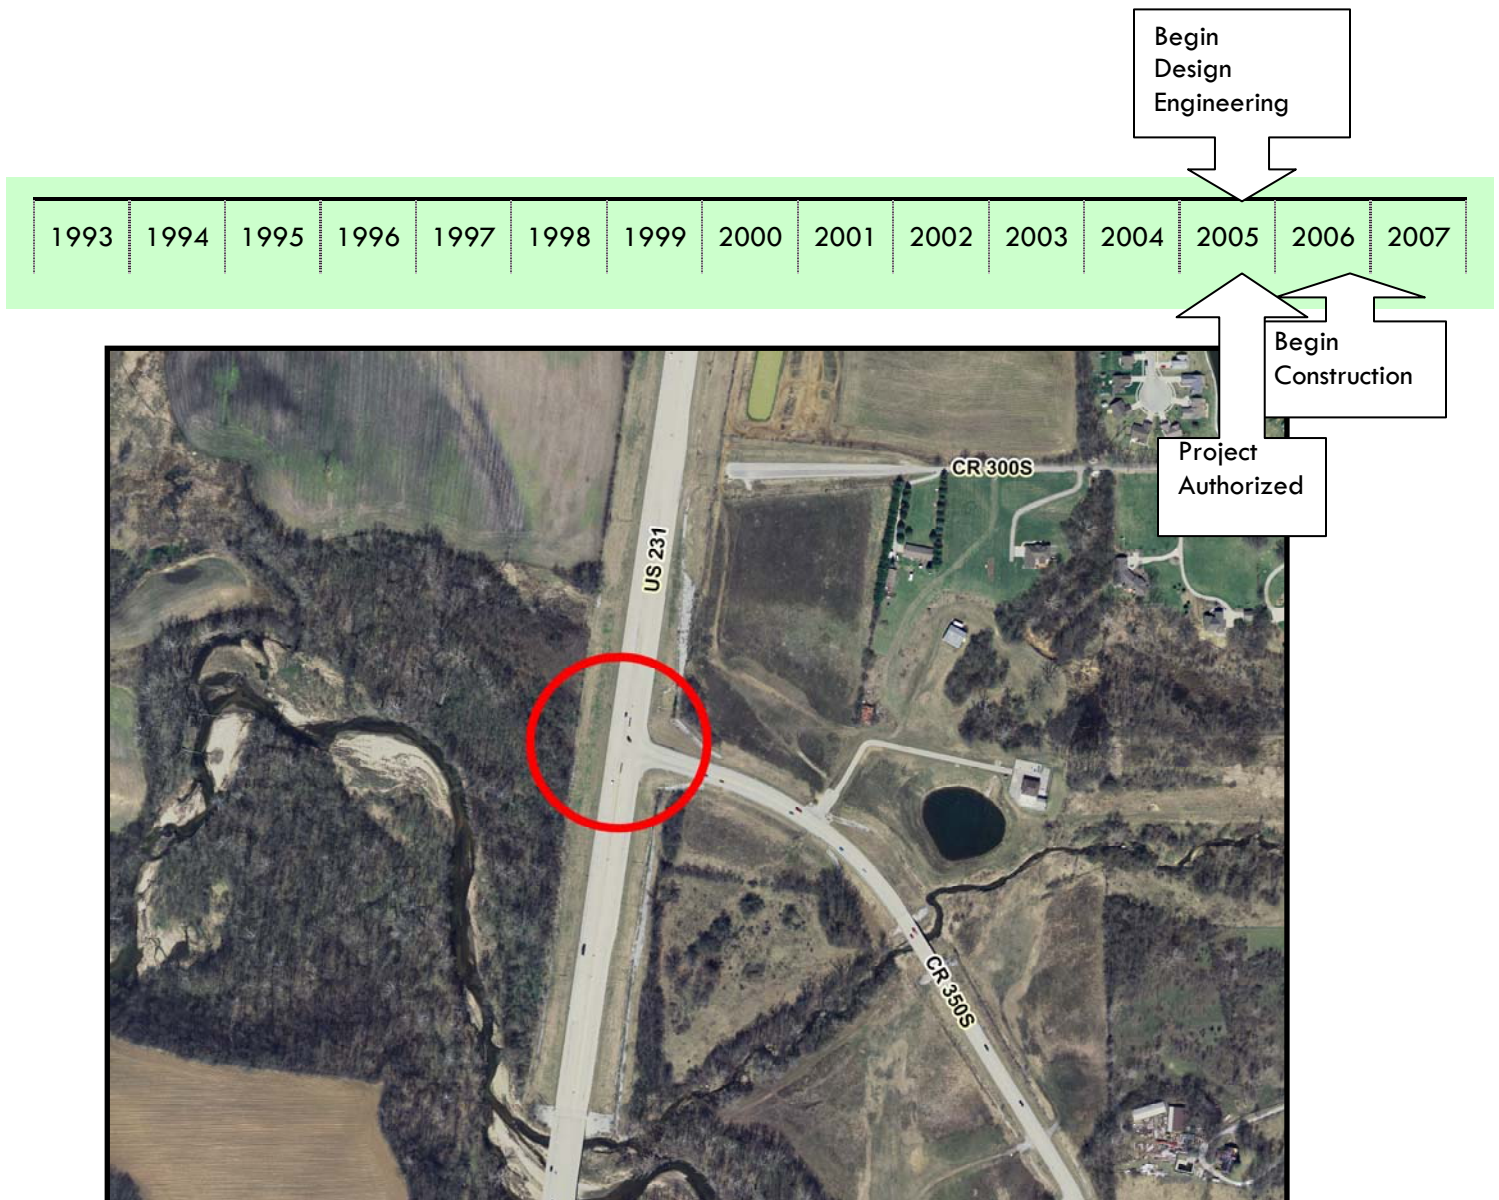 Begin
Design
Engineering
1993 1994 1995 1996 1997 1998 1999 2000 2001 2002 2003 2004 2005 2006 2007
Begin
Construction
Project
Authorized
CR 300S
US 231
CR 350S